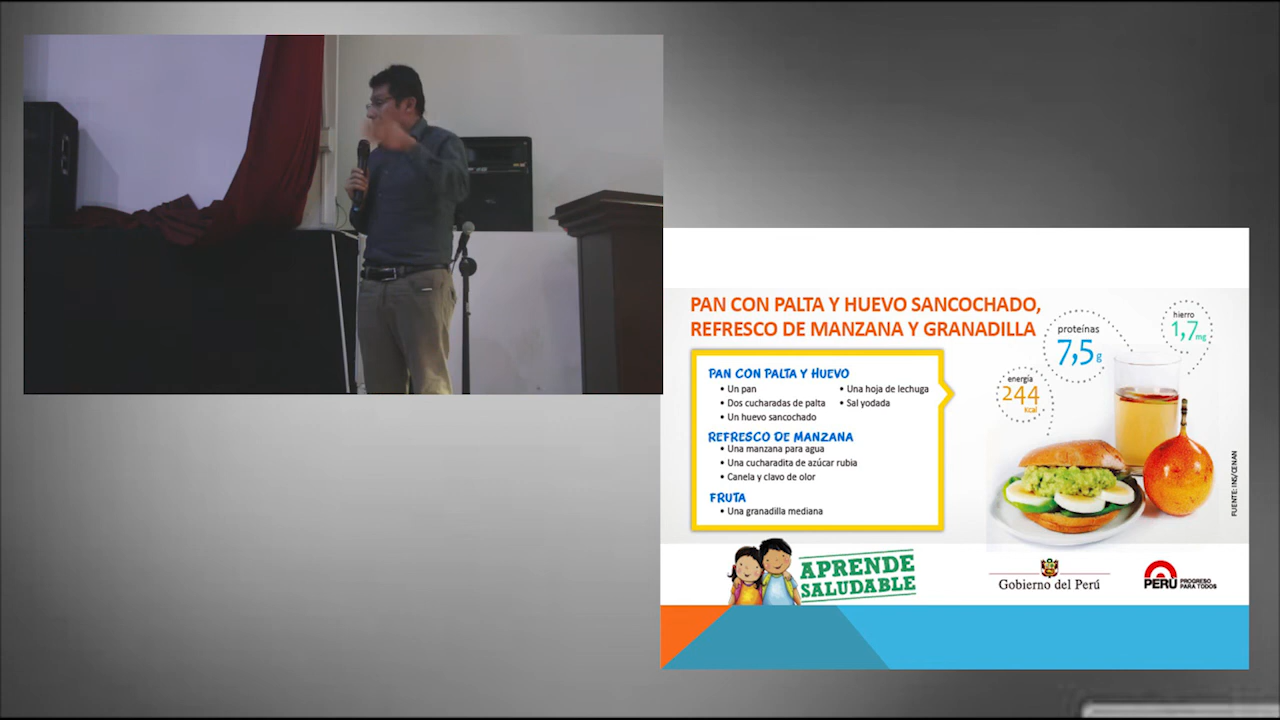 PAN CON PALTA Y HUEVO SANCOCHADO,
REFRESCO DE MANZANA Y GRANADILLA
PAN CON PALTA Y HUEVO
• Un pan
• Dos cucharadas de palta
• Un huevo sancochado
• Una hoja de lechuga
• Sal yodada
REFRESCO DE MANZANA
• Una manzana para agua
• Una cucharadita de azúcar rubia
• Canela y clavo de olor
FRUTA
• Una granadilla mediana
energía
244
kcal
proteínas
7,5 g
hierro
1,7 mg
FUENTE: INS/CENAN
APRENDE
SALUDABLE
Gobierno del Perú
PERÚ PROGRESO
PARA TODOS